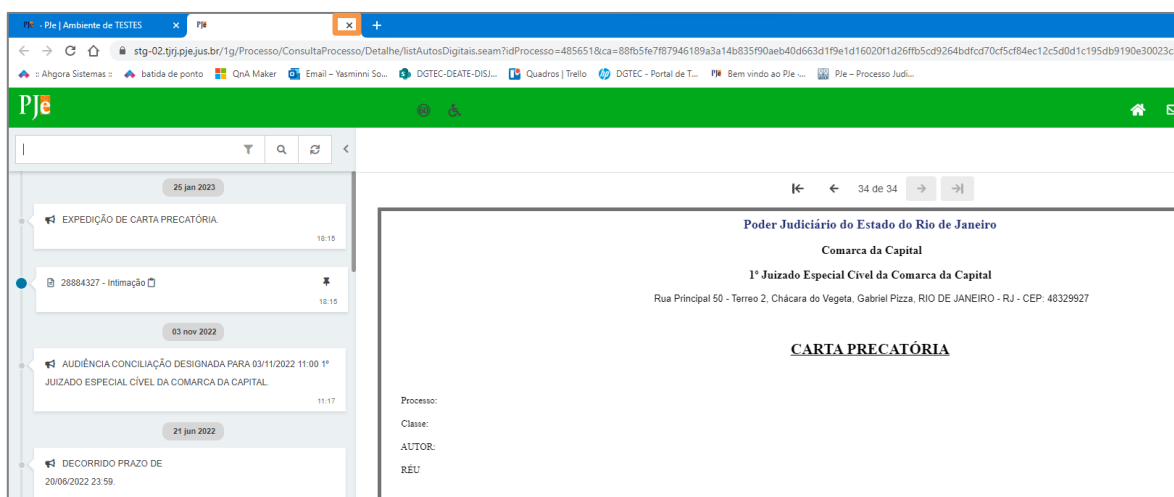 PJe - PJe | Ambiente de TESTES × PJe × +
stg-02.tjrj.pje.jus.br/1g/Processo/ConsultaProcesso/Detalhe/listAutosDigitais.seam?idProcesso=485651&ca=88fb5fe7f87946189a3a14b835f90aeb40d663d1f9e1d16020f1d26ffb5cd9264bdfcd70cf5cf84ec12c5d0d1c195db9190e30023c
:: Ahgora Sistemas :: batida de ponto QnA Maker Email – Yasminni So... DGTEC-DEATE-DISJ... Quadros | Trello DGTEC - Portal de T... PJe Bem vindo ao PJe -... PJe – Processo Judi...
PJe
25 jan 2023
EXPEDIÇÃO DE CARTA PRECATÓRIA.
18:15
28884327 - Intimação
18:15
03 nov 2022
AUDIÊNCIA CONCILIAÇÃO DESIGNADA PARA 03/11/2022 11:00 1º
JUIZADO ESPECIAL CÍVEL DA COMARCA DA CAPITAL.
11:17
21 jun 2022
DECORRIDO PRAZO DE
20/06/2022 23:59.
34 de 34
Poder Judiciário do Estado do Rio de Janeiro
Comarca da Capital
1º Juizado Especial Cível da Comarca da Capital
Rua Principal 50 - Terreo 2, Chácara do Vegeta, Gabriel Pizza, RIO DE JANEIRO - RJ - CEP: 48329927
CARTA PRECATÓRIA
Processo:
Classe:
AUTOR:
RÉU